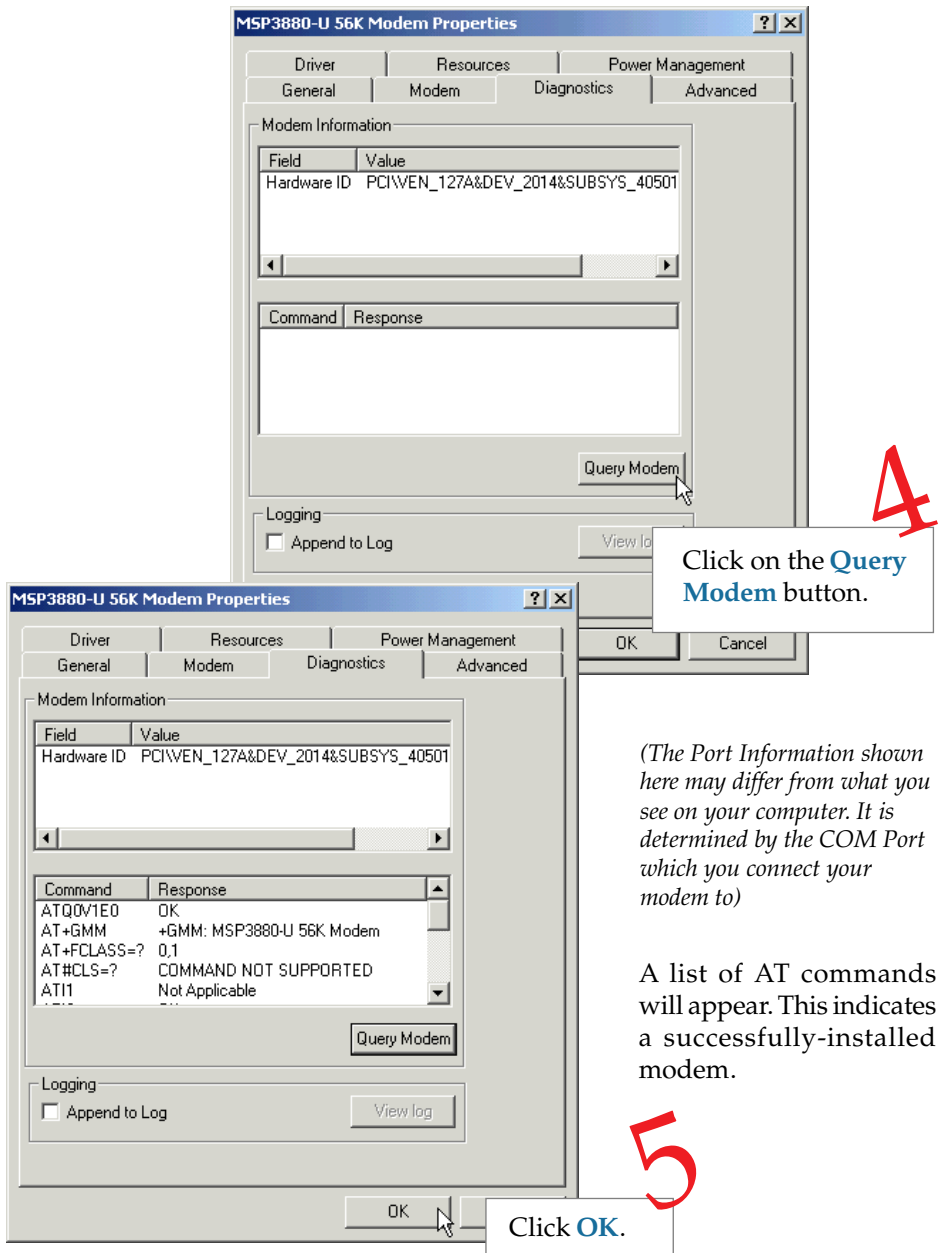 MSP3880-U 56K Modem Properties
Driver Resources Power Management
General Modem Diagnostics Advanced
Modem Information
Field Value
Hardware ID PCI\VEN_127A&DEV_2014&SUBSYS_40501
Command Response
Query Modem
Logging
Append to Log
OK Cancel
4
Click on the Query
Modem button.
MSP3880-U 56K Modem Properties
Driver Resources Power Management
General Modem Diagnostics Advanced
Modem Information
Field Value
Hardware ID PCI\VEN_127A&DEV_2014&SUBSYS_40501
Command Response
ATQ0V1E0 OK
AT+GMM +GMM: MSP3880-U 56K Modem
AT+FCLASS=? 0,1
AT#CLS=? COMMAND NOT SUPPORTED
ATI1 Not Applicable
Query Modem
Logging
Append to Log View log
OK
(The Port Information shown
here may differ from what you
see on your computer. It is
determined by the COM Port
which you connect your
modem to)
A list of AT commands
will appear. This indicates
a successfully-installed
modem.
5
Click OK.